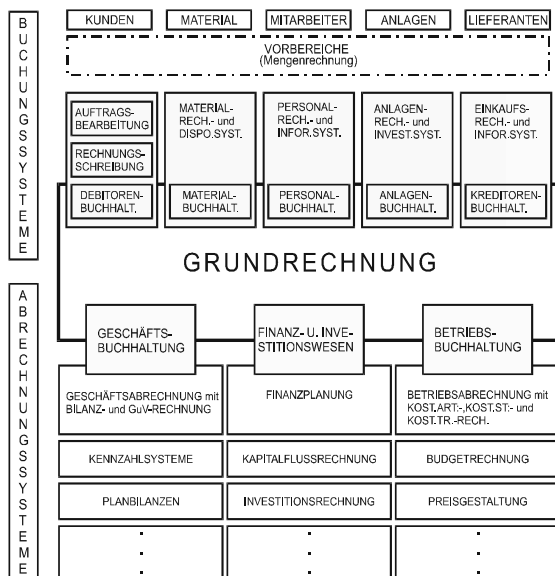 BUCHUNGSSYSTEME
KUNDEN
MATERIAL
MITARBEITER
ANLAGEN
LIEFERANTEN
VORBEREICHE
(Mengenrechnung)
AUFTRAGS-
BEARBEITUNG
RECHNUNGS-
SCHREIBUNG
DEBITOREN-
BUCHHALT.
MATERIAL-
RECH.- und
DISPO.SYST.
MATERIAL-
BUCHHALT.
PERSONAL-
RECH.- und
INFOR.SYST.
PERSONAL-
BUCHHALT.
ANLAGEN-
RECH.- und
INVEST.SYST.
ANLAGEN-
BUCHHALT.
EINKAUFS-
RECH.- und
INFOR.SYST.
KREDITOREN-
BUCHHALT.
GRUNDRECHNUNG
ABRECHNUNGSSYSTEME
GESCHÄFTS-
BUCHHALTUNG
FINANZ- U. INVE-
STITIONSWESEN
BETRIEBS-
BUCHHALTUNG
GESCHÄFTSABRECHNUNG mit
BILANZ- und GuV-RECHNUNG
FINANZPLANUNG
BETRIEBSABRECHNUNG mit
KOST.ART.-,KOST.ST.- und
KOST.TR.-RECH.
KENNZAHLSYSTEME
KAPITALFLUSSRECHNUNG
BUDGETRECHNUNG
PLANBILANZEN
INVESTITIONSRECHNUNG
PREISGESTALTUNG